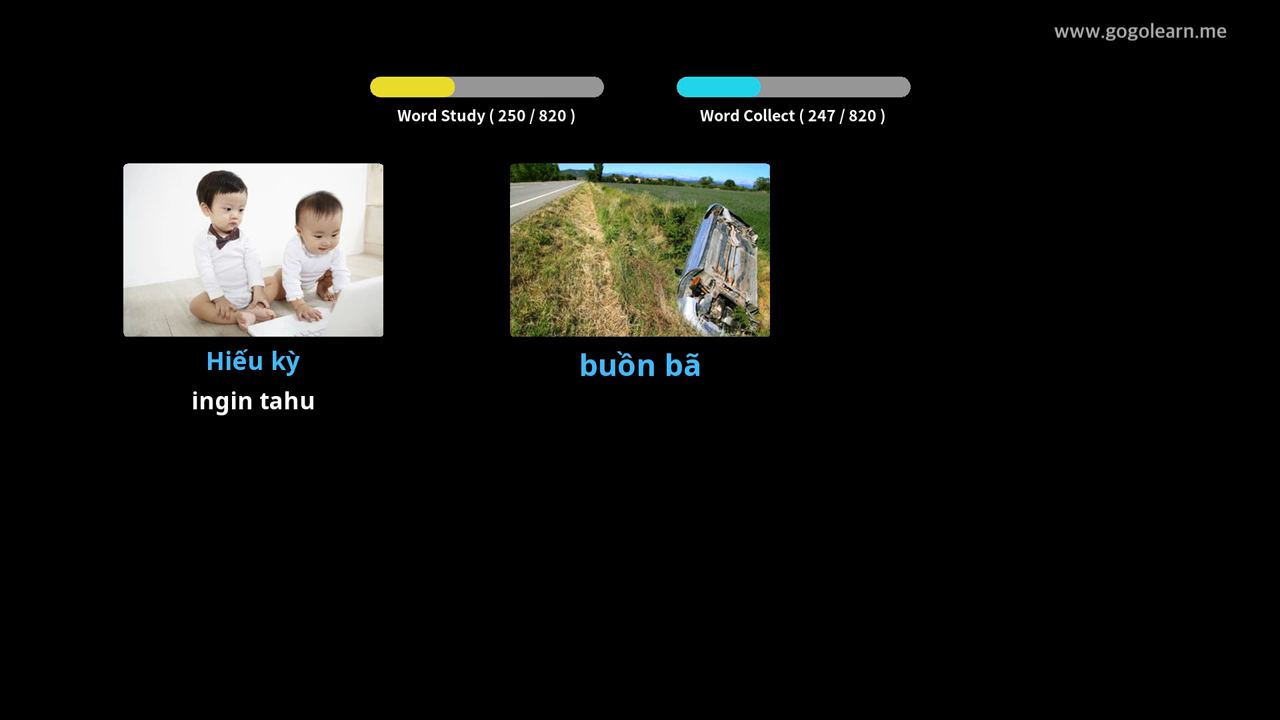 www.gogolearn.me
Word Study ( 250 / 820 )
Word Collect ( 247 / 820 )
Hiếu kỳ
ingin tahu
buồn bã